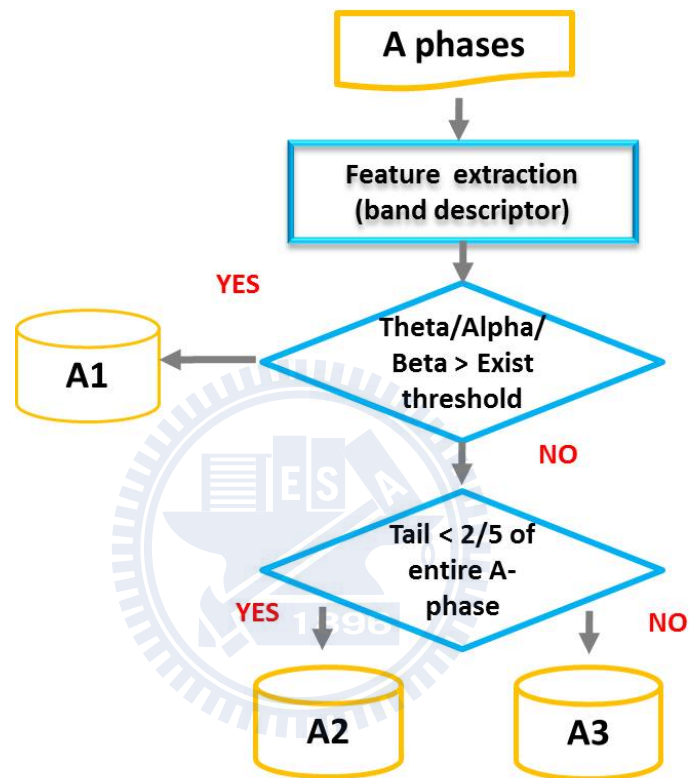 A phases
Feature extraction
(band descriptor)
YES
Theta/Alpha/
Beta > Exist
threshold
A1
NO
E S A
Tail < 2/5 of
entire A-
phase
YES
1896
NO
A2
A3